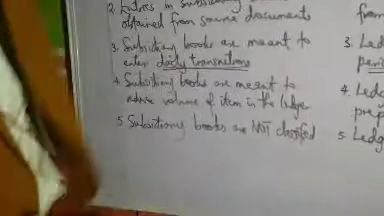 2. Entries in subsidiary
obtained from source documents
3. Subsidiary books are meant to
enter daily transactions
4. Subsidiary books are meant to
reduce volume of item in the ledger
5 Subsidiary books are NOT classified
from
3. Led
peri
4. Ledg
prep
5 Ledg